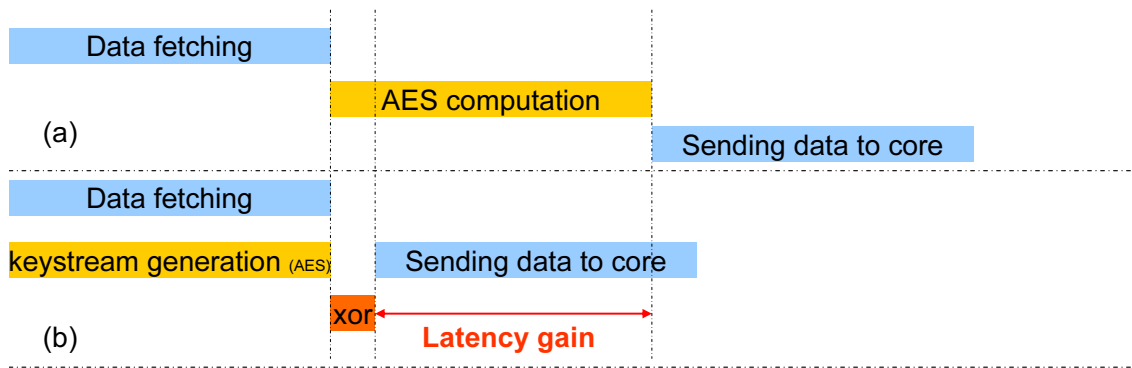 Data fetching
AES computation
(a)
Sending data to core
Data fetching
keystream generation (AES)
Sending data to core
xor
Latency gain
(b)